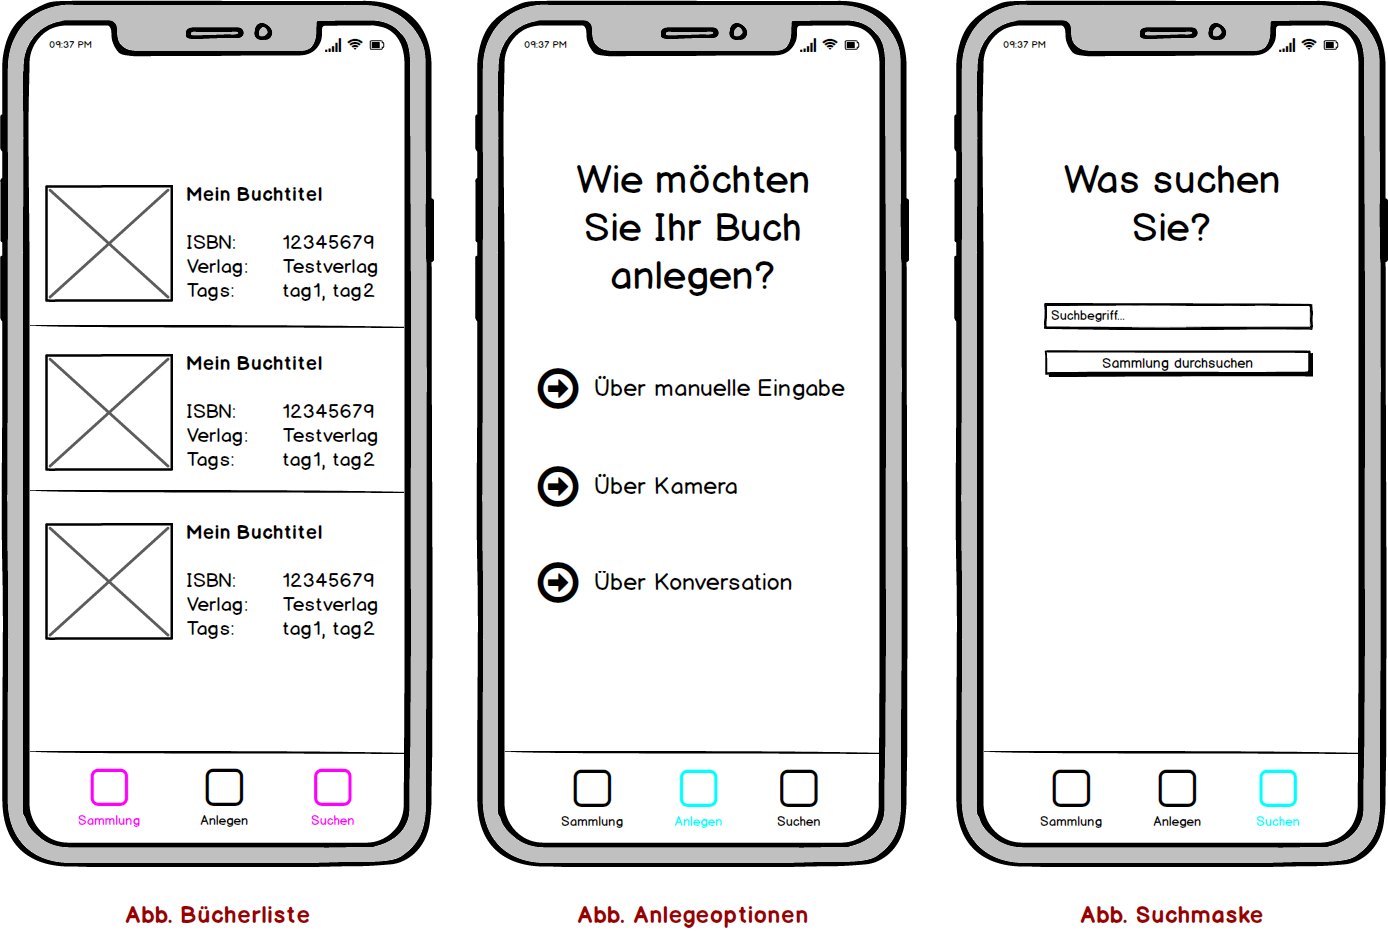 09:37 PM
Mein Buchtitel
ISBN: 12345679
Verlag: Testverlag
Tags: tag1, tag2
Mein Buchtitel
ISBN: 12345679
Verlag: Testverlag
Tags: tag1, tag2
Mein Buchtitel
ISBN: 12345679
Verlag: Testverlag
Tags: tag1, tag2
Sammlung Anlegen Suchen
Abb. Bücherliste
09:37 PM
Wie möchten
Sie Ihr Buch
anlegen?
Über manuelle Eingabe
Über Kamera
Über Konversation
Sammlung Anlegen Suchen
Abb. Anlegeoptionen
09:37 PM
Was suchen
Sie?
Suchbegriff...
Sammlung durchsuchen
Sammlung Anlegen Suchen
Abb. Suchmaske